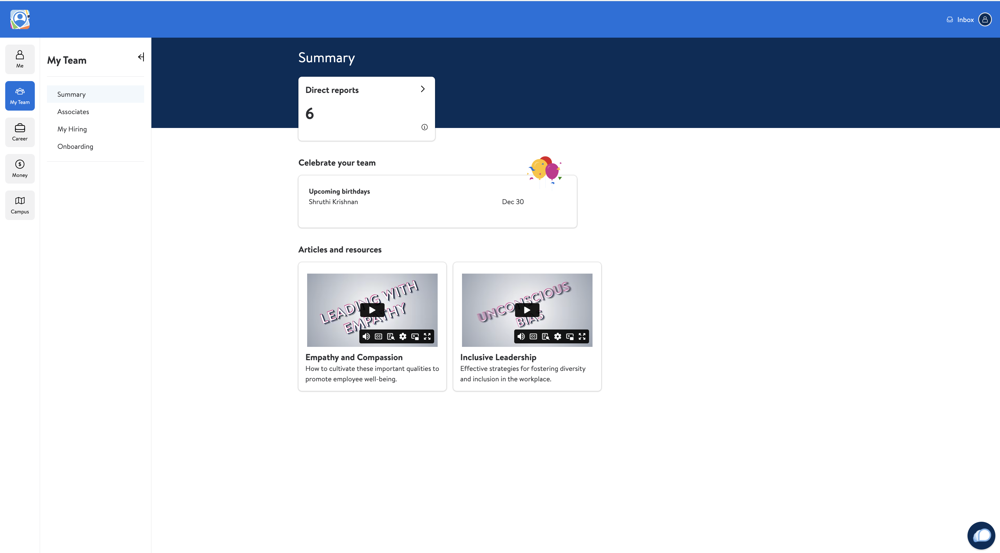 Inbox
Me
My Team
Career
Money
Campus
My Team
Summary
Associates
My Hiring
Onboarding
Summary
Direct reports
6
Celebrate your team
Upcoming birthdays
Shruthi Krishnan Dec 30
Articles and resources
LEADING WITH
EMPATHY
CC
Empathy and Compassion
How to cultivate these important qualities to
promote employee well-being.
UNCONSCIOUS
BIAS
CC
Inclusive Leadership
Effective strategies for fostering diversity
and inclusion in the workplace.